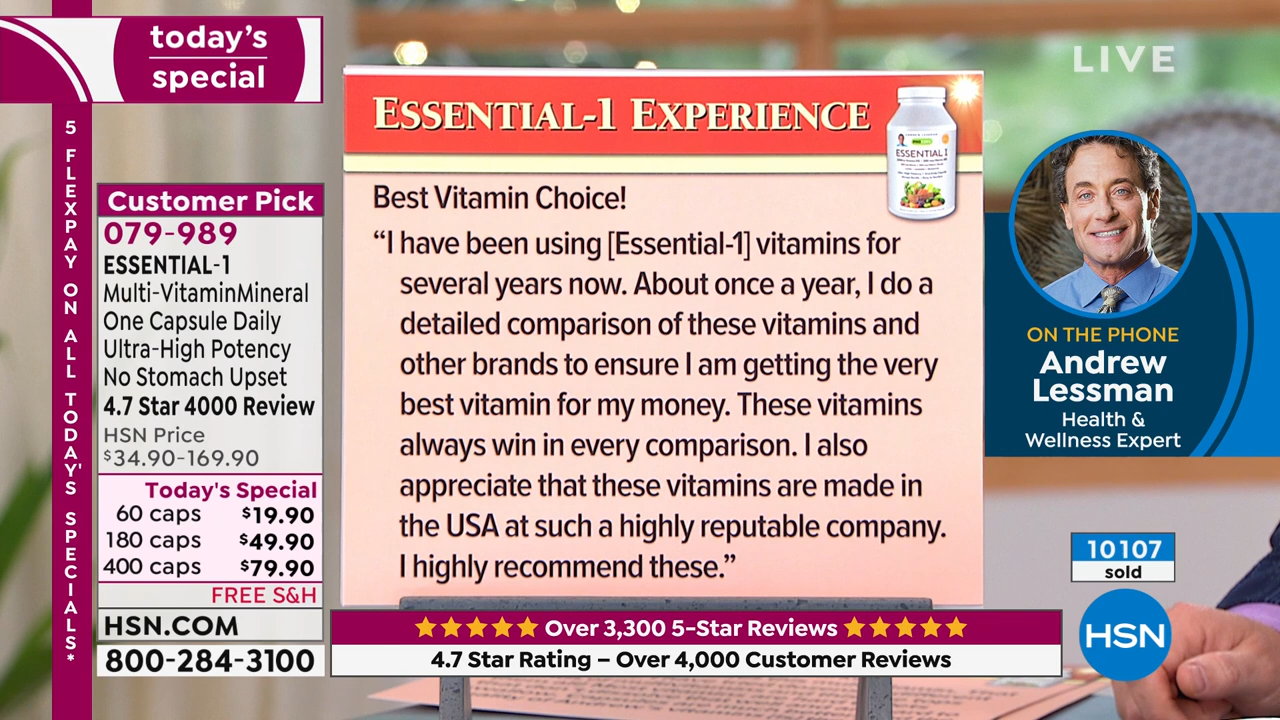 today's
special
LIVE
5 FLEXPAY ON ALL TODAY'S SPECIALS*
Customer Pick
079-989
ESSENTIAL-1
Multi-VitaminMineral
One Capsule Daily
Ultra-High Potency
No Stomach Upset
4.7 Star 4000 Review
HSN Price
$34.90-169.90
Today's Special
60 caps $19.90
180 caps $49.90
400 caps $79.90
FREE S&H
HSN.COM
800-284-3100
ESSENTIAL-1 EXPERIENCE
ESSENTIAL 1
Best Vitamin Choice!
“I have been using [Essential-1] vitamins for
several years now. About once a year, I do a
detailed comparison of these vitamins and
other brands to ensure I am getting the very
best vitamin for my money. These vitamins
always win in every comparison. I also
appreciate that these vitamins are made in
the USA at such a highly reputable company.
I highly recommend these.”
ON THE PHONE
Andrew
Lessman
Health &
Wellness Expert
10107
sold
HSN
Over 3,300 5-Star Reviews
4.7 Star Rating – Over 4,000 Customer Reviews